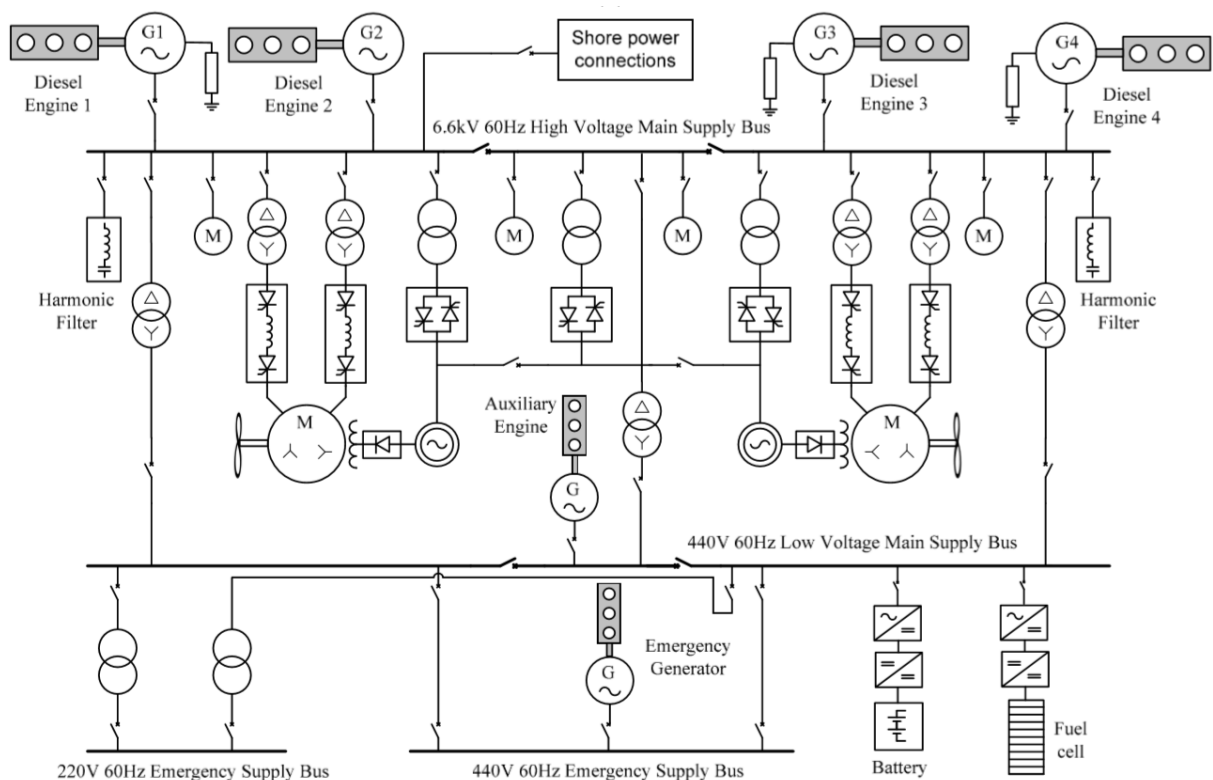 G1
G2
Shore power
connections
G3
G4
Diesel
Engine 1
Diesel
Engine 2
Diesel
Engine 3
Diesel
Engine 4
6.6kV 60Hz High Voltage Main Supply Bus
M
M
M
M
Harmonic
Filter
Harmonic
Filter
M
M
Auxiliary
Engine
G
440V 60Hz Low Voltage Main Supply Bus
Emergency
Generator
G
Fuel
cell
Battery
220V 60Hz Emergency Supply Bus
440V 60Hz Emergency Supply Bus